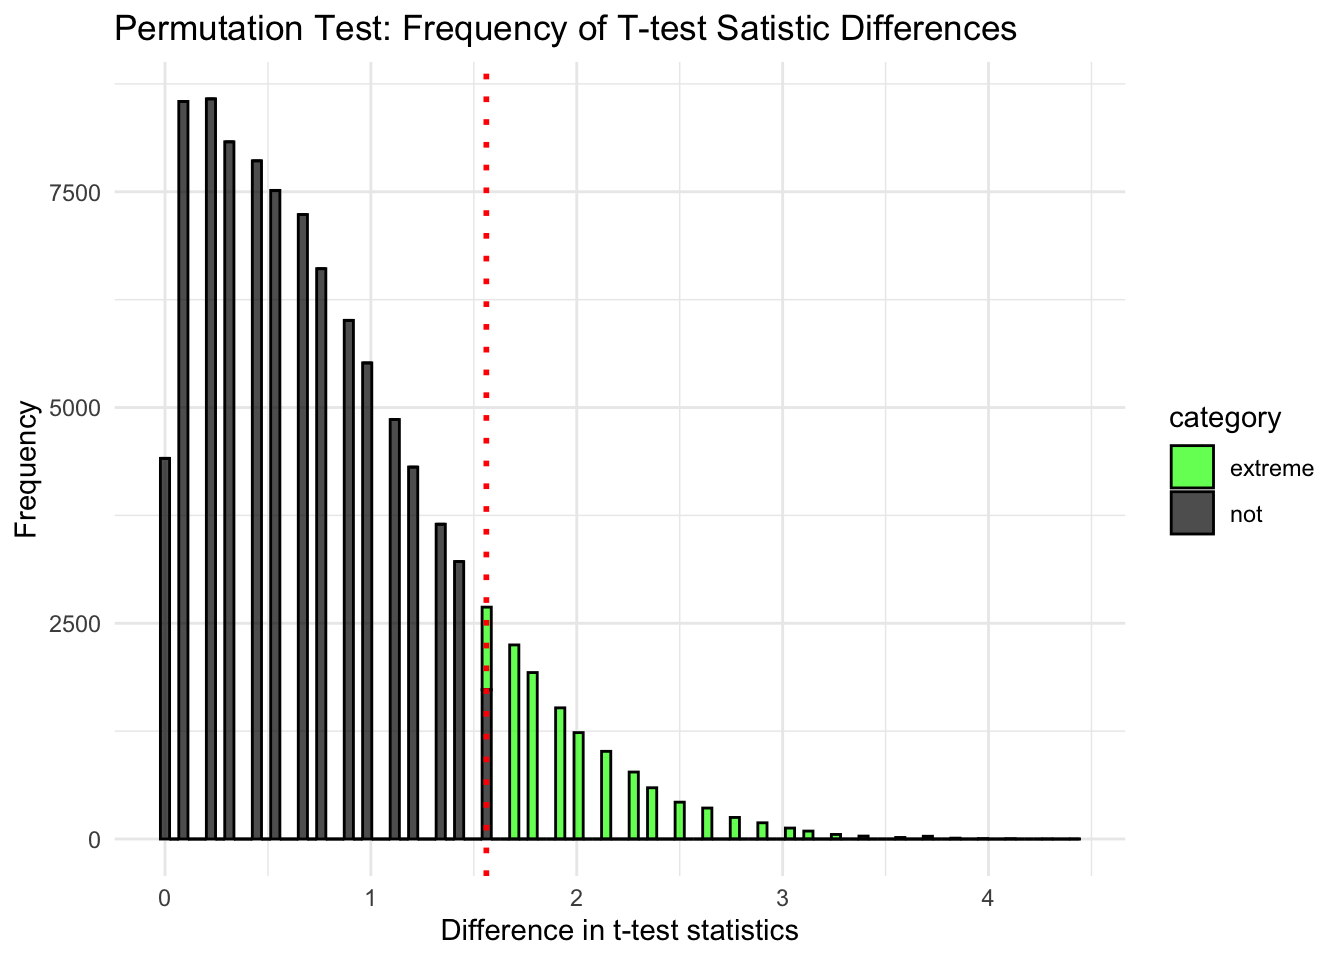 Permutation Test: Frequency of T-test Satistic Differences
7500
5000
2500
0
Frequency
0 1 2 3 4
Difference in t-test statistics
category
extreme
not